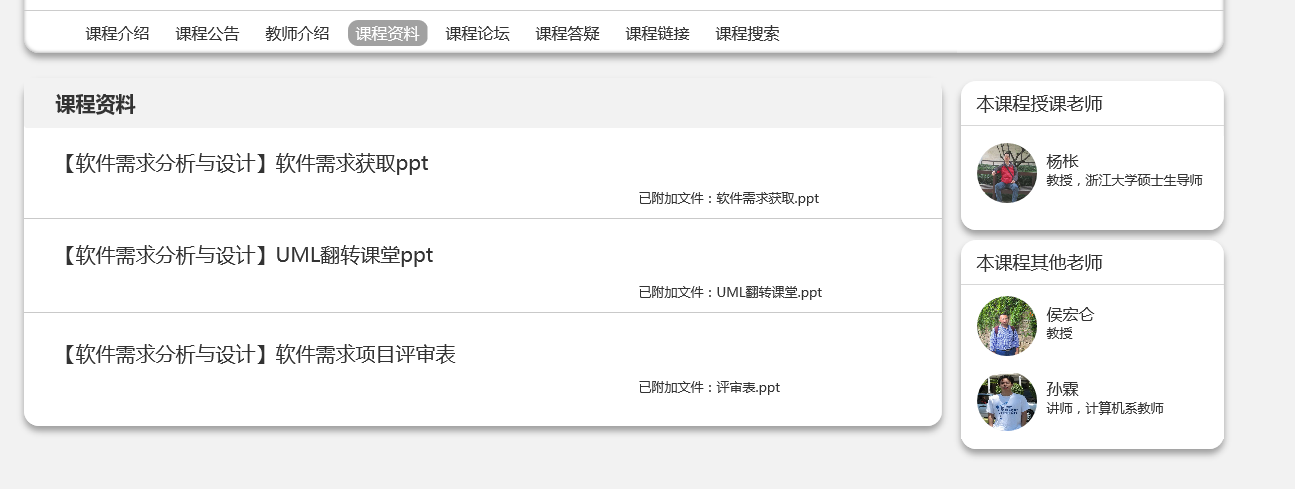 课程介绍 课程公告 教师介绍 课程资料 课程论坛 课程答疑 课程链接 课程搜索
课程资料
【软件需求分析与设计】软件需求获取ppt
已附加文件：软件需求获取.ppt
【软件需求分析与设计】UML翻转课堂ppt
已附加文件：UML翻转课堂.ppt
【软件需求分析与设计】软件需求项目评审表
已附加文件：评审表.ppt
本课程授课老师
杨枨
教授，浙江大学硕士生导师
本课程其他老师
侯宏仑
教授
孙霖
讲师，计算机系教师